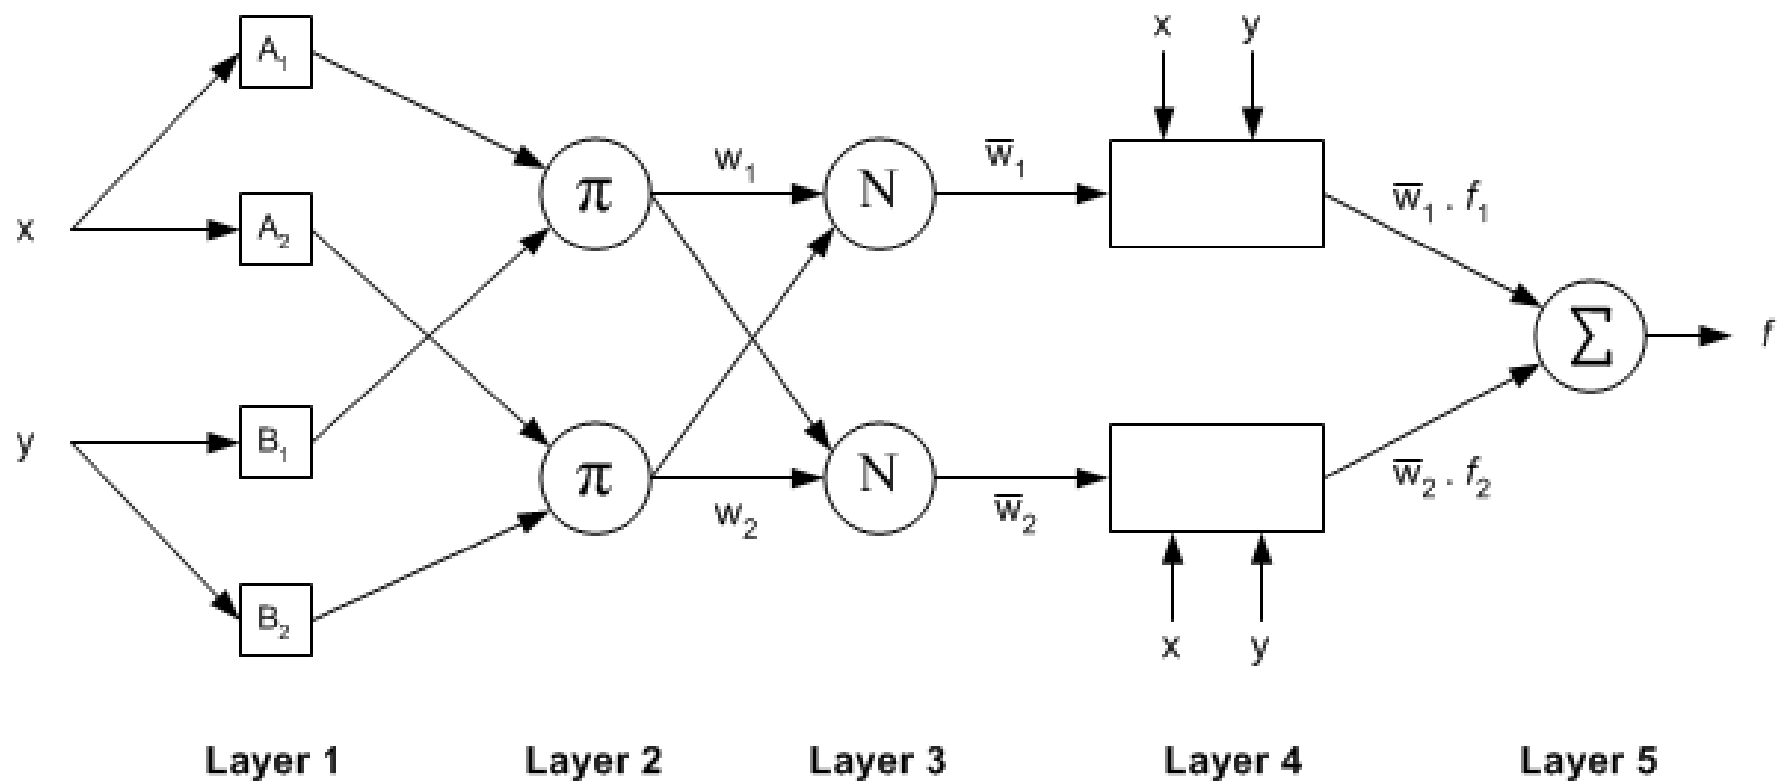 x y
A₁
w₁ w̅₁
π N
w̅₁ . f₁
x
A₂
Σ f
y
B₁
π N
w₂ w̅₂
w̅₂ . f₂
B₂
x y
Layer 1 Layer 2 Layer 3 Layer 4 Layer 5